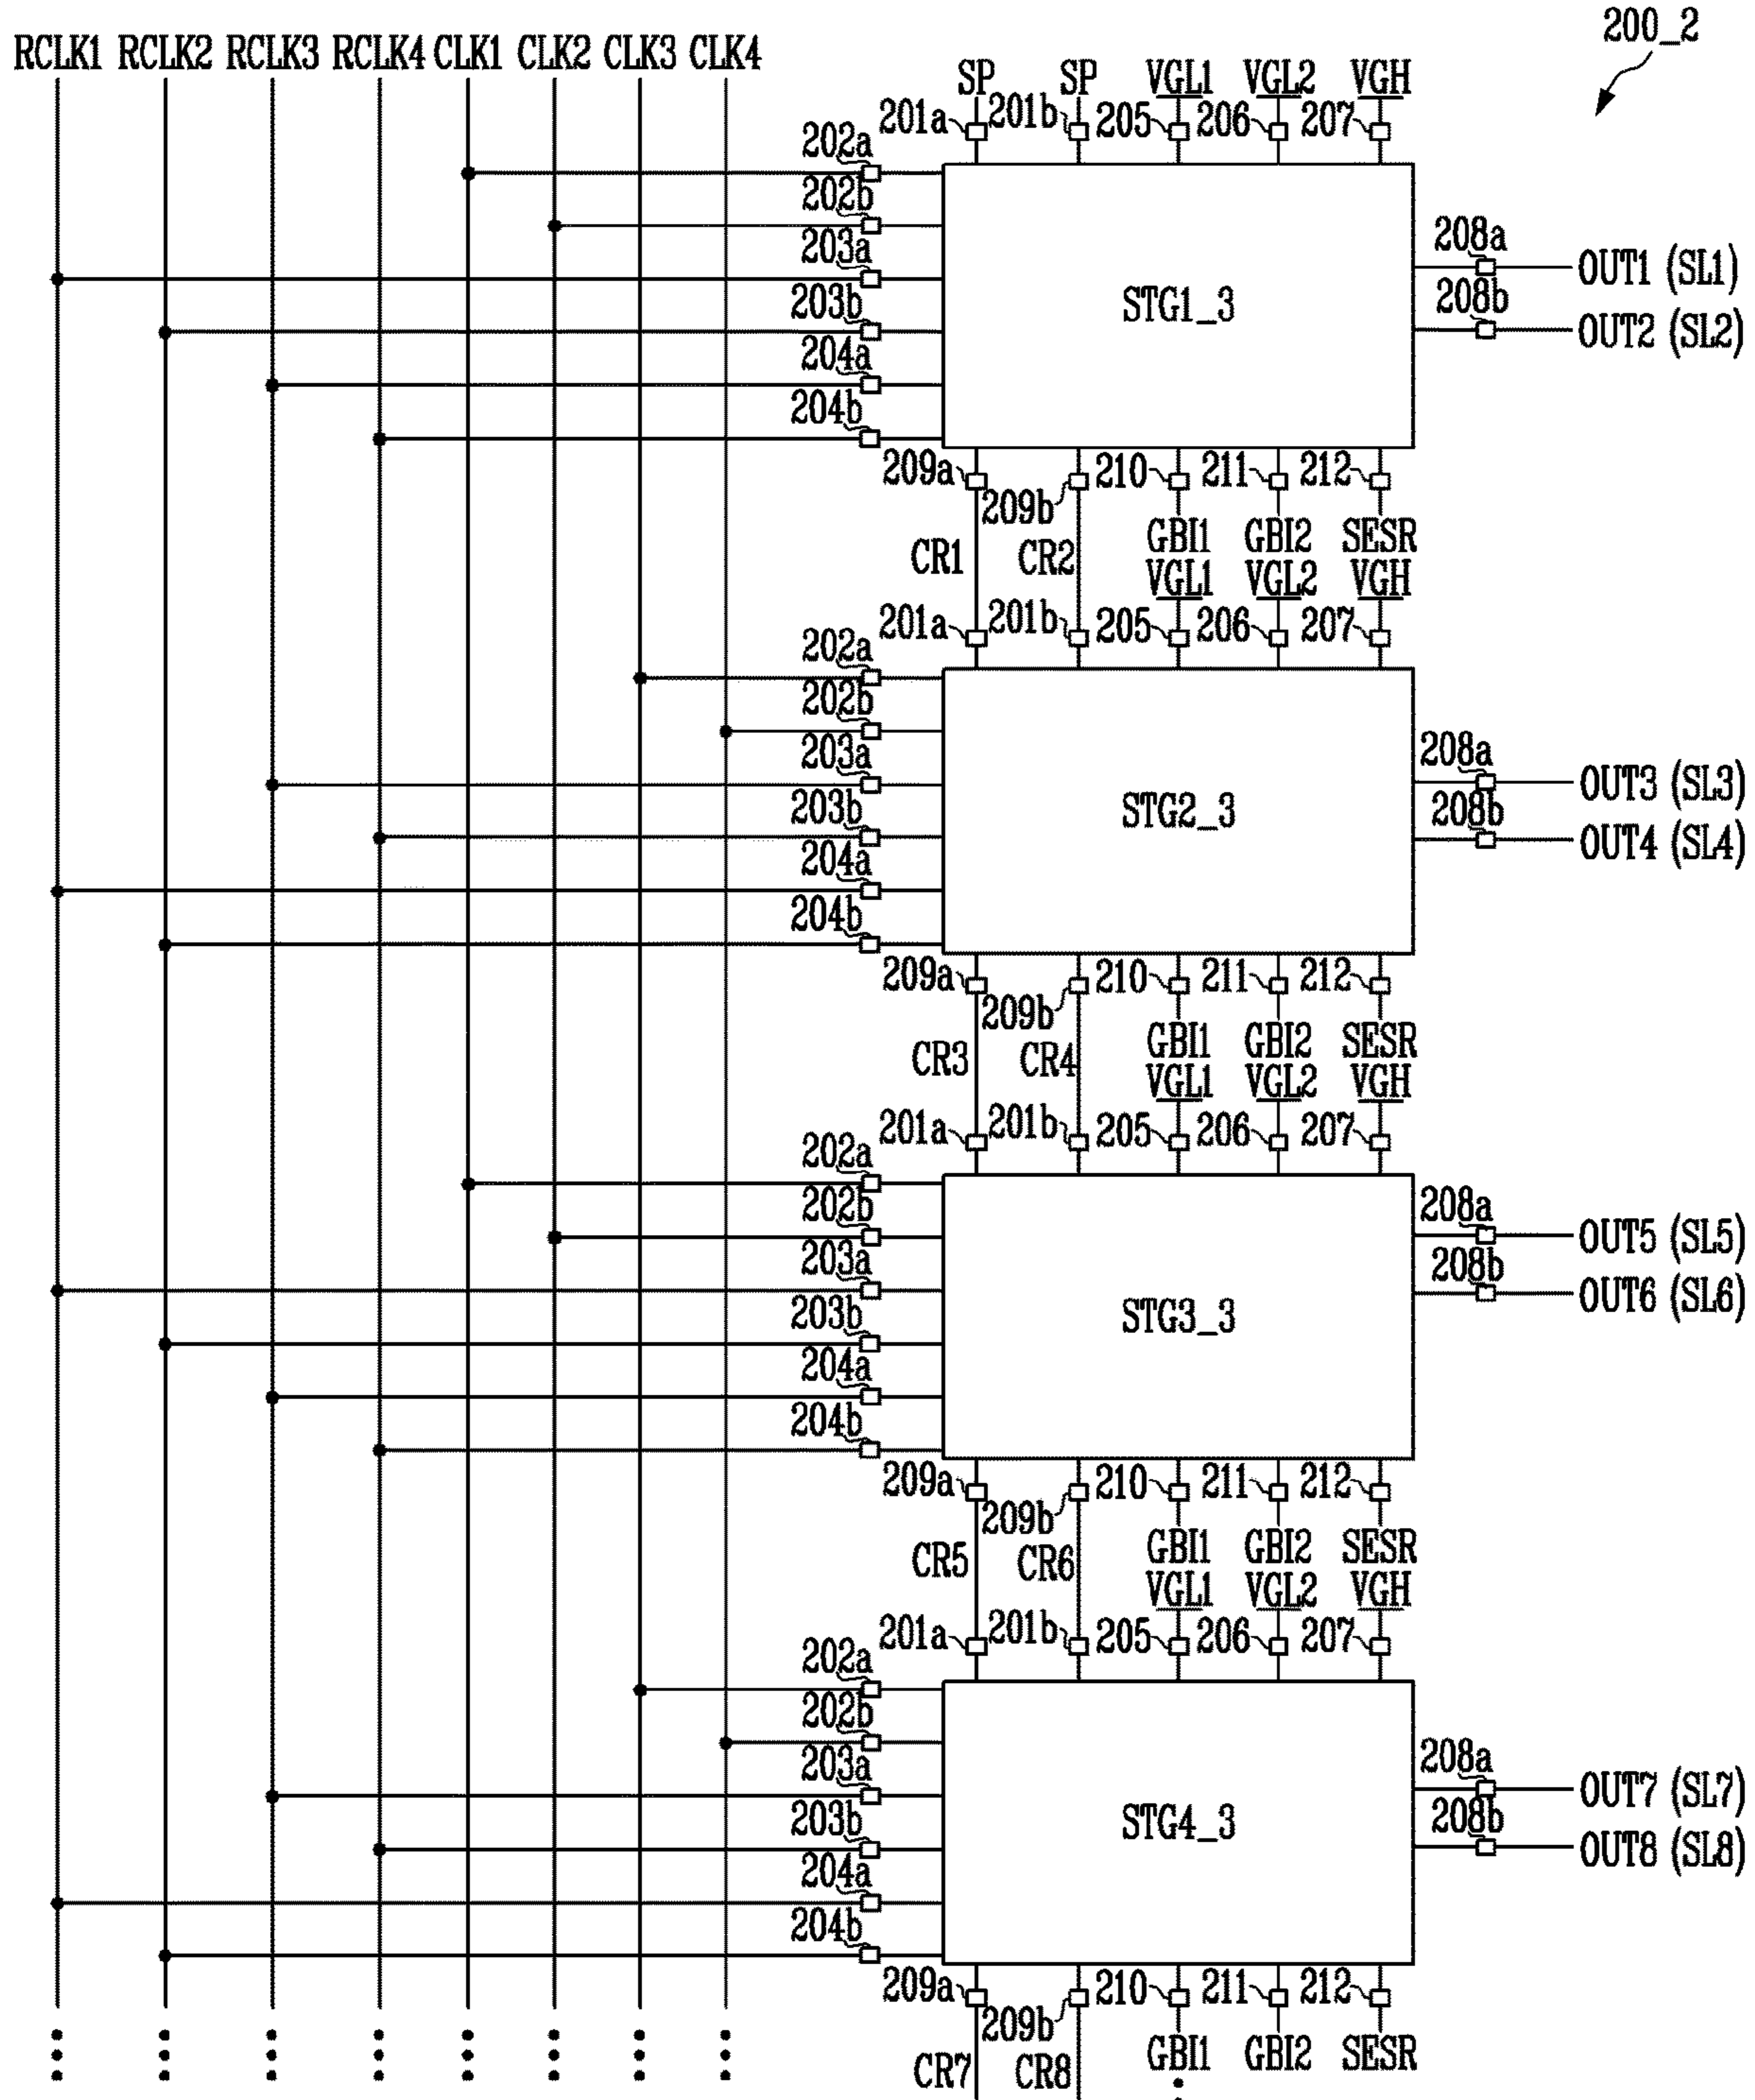 200_2
RCLK1 RCLK2 RCLK3 RCLK4 CLK1 CLK2 CLK3 CLK4
SP SP VGL1 VGL2 VGH
201a 201b 205 206 207
202a
202b
203a
203b
204a
204b
STG1_3
208a OUT1 (SL1)
208b OUT2 (SL2)
209a 209b 210 211 212
CR1 CR2 GBI1 GBI2 SESR
VGL1 VGL2 VGH
201a 201b 205 206 207
202a
202b
203a
203b
204a
204b
STG2_3
208a OUT3 (SL3)
208b OUT4 (SL4)
209a 209b 210 211 212
CR3 CR4 GBI1 GBI2 SESR
VGL1 VGL2 VGH
201a 201b 205 206 207
202a
202b
203a
203b
204a
204b
STG3_3
208a OUT5 (SL5)
208b OUT6 (SL6)
209a 209b 210 211 212
CR5 CR6 GBI1 GBI2 SESR
VGL1 VGL2 VGH
201a 201b 205 206 207
202a
202b
203a
203b
204a
204b
STG4_3
208a OUT7 (SL7)
208b OUT8 (SL8)
209a 209b 210 211 212
CR7 CR8 GBI1 GBI2 SESR